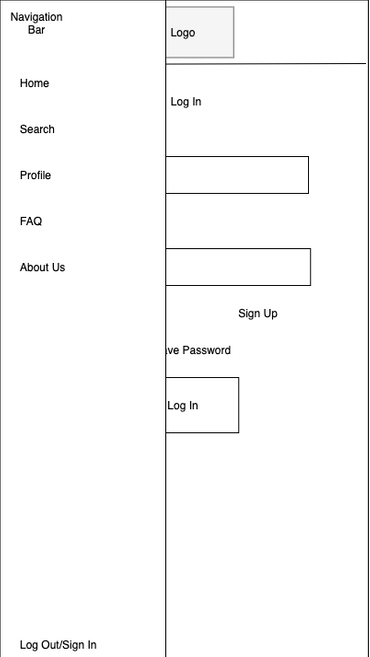 Navigation
Bar
Home
Search
Profile
FAQ
About Us
Log Out/Sign In
Logo
Log In
Sign Up
ve Password
Log In